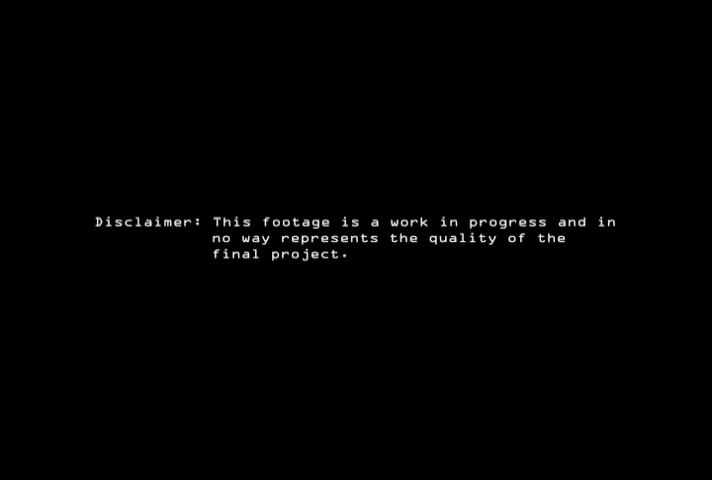 Disclaimer: This footage is a work in progress and in
no way represents the quality of the
final project.